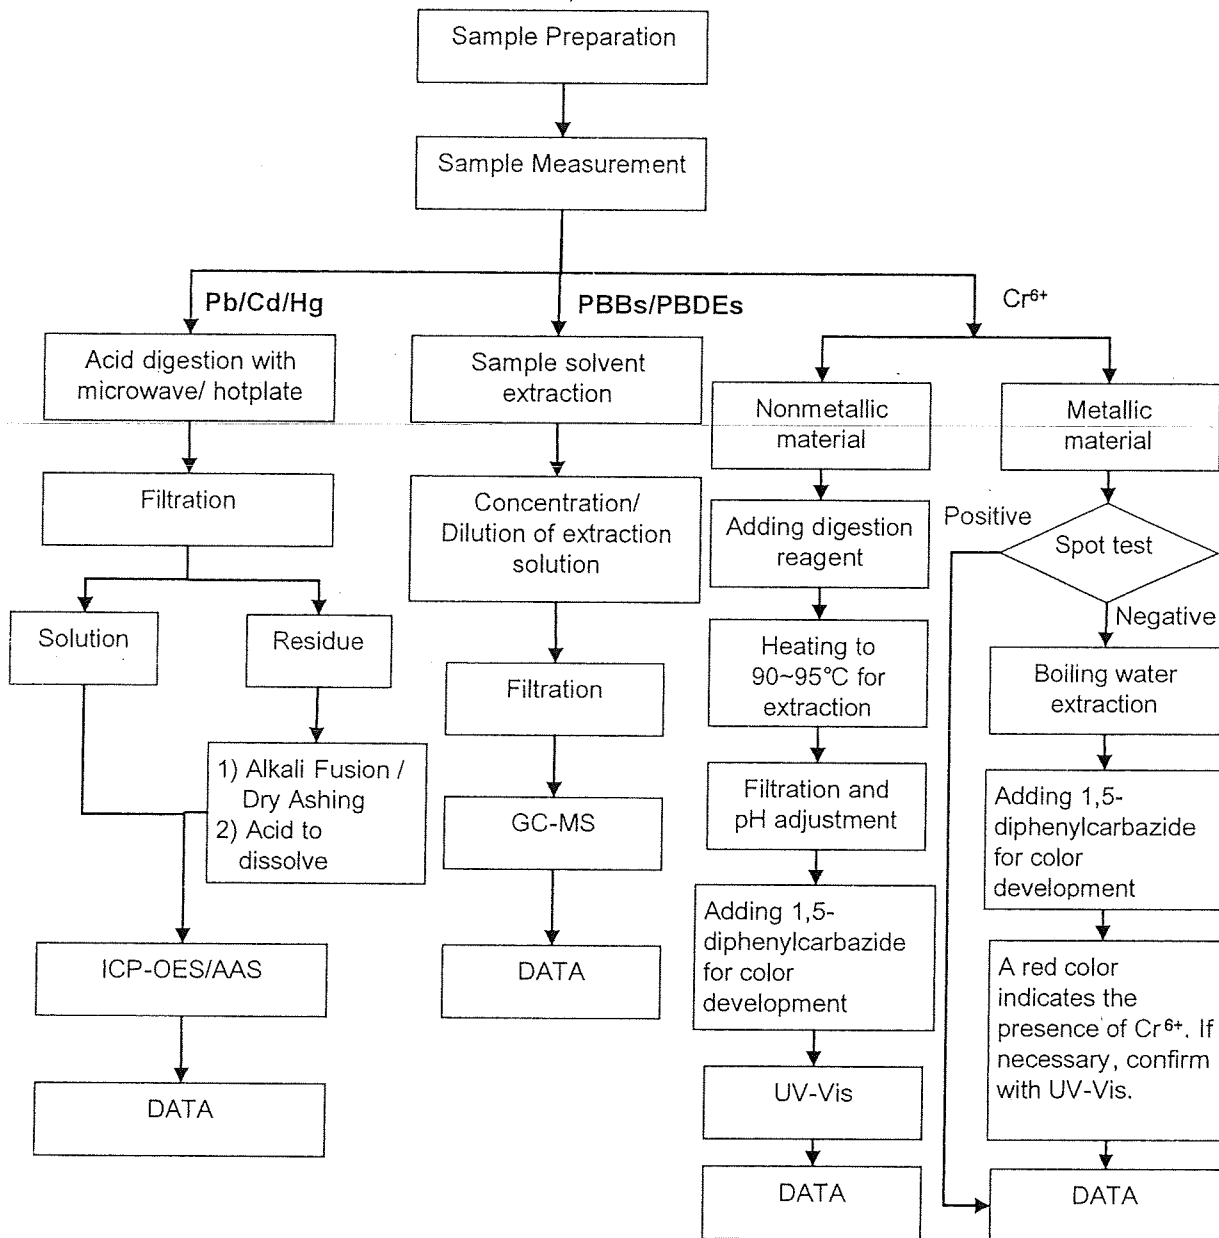 Sample Preparation
Sample Measurement
Pb/Cd/Hg
PBBs/PBDEs
Cr⁶⁺
Acid digestion with
microwave/ hotplate
Filtration
Solution
Residue
1) Alkali Fusion /
Dry Ashing
2) Acid to
dissolve
ICP-OES/AAS
DATA
Sample solvent
extraction
Concentration/
Dilution of extraction
solution
Filtration
GC-MS
DATA
Nonmetallic
material
Adding digestion
reagent
Heating to
90~95°C for
extraction
Filtration and
pH adjustment
Adding 1,5-
diphenylcarbazide
for color
development
UV-Vis
DATA
Metallic
material
Positive
Spot test
Negative
Boiling water
extraction
Adding 1,5-
diphenylcarbazide
for color
development
A red color
indicates the
presence of Cr⁶⁺. If
necessary, confirm
with UV-Vis.
DATA